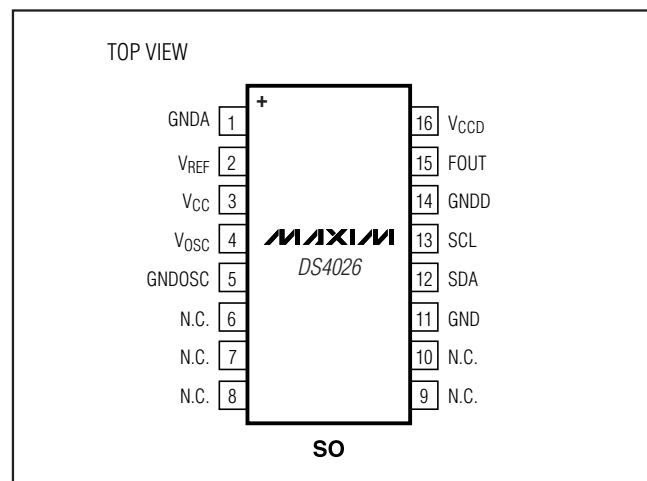 TOP VIEW
+
GNDA 1
VREF 2
VCC 3
VOSC 4
GNDOSC 5
N.C. 6
N.C. 7
N.C. 8
MAXIM
DS4026
16 VCCD
15 FOUT
14 GNDD
13 SCL
12 SDA
11 GND
10 N.C.
9 N.C.
SO